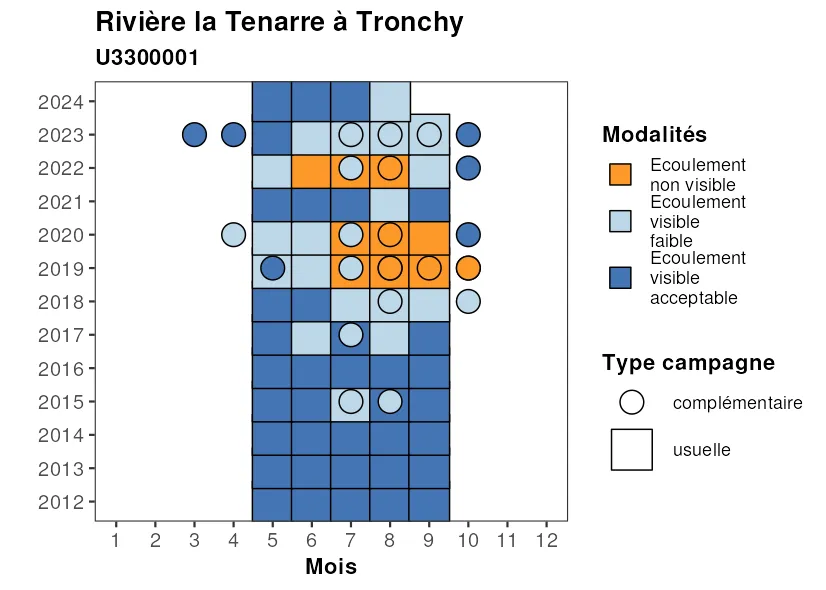 Rivière la Tenarre à Tronchy
U3300001
2024
2023
2022
2021
2020
2019
2018
2017
2016
2015
2014
2013
2012
1 2 3 4 5 6 7 8 9 10 11 12
Mois
Modalités
Ecoulement
non visible
Ecoulement
visible
faible
Ecoulement
visible
acceptable
Type campagne
complémentaire
usuelle